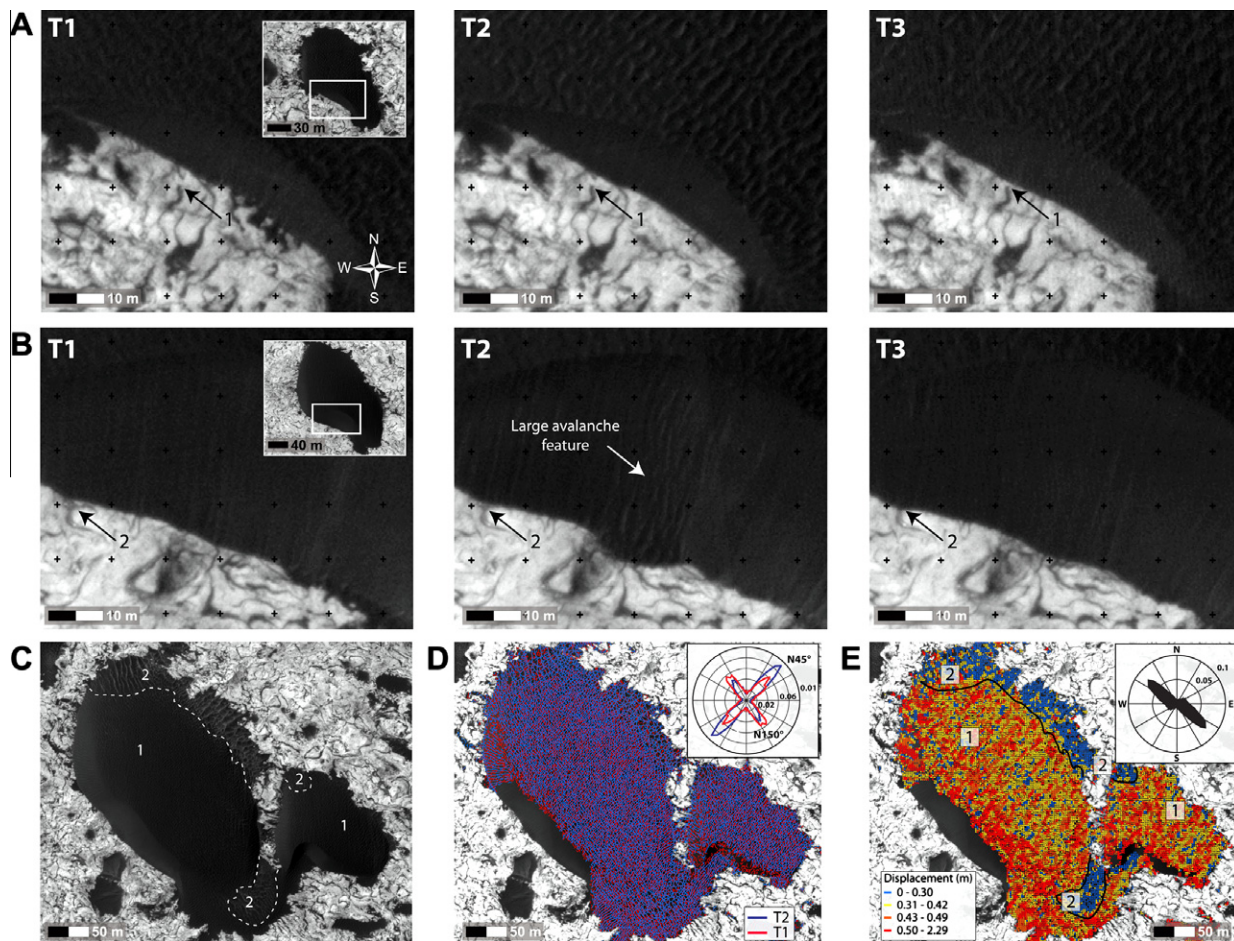 A
T1
30 m
1
N
W E
S
10 m
T2
1
10 m
T3
1
10 m
B
T1
40 m
2
10 m
T2
Large avalanche
feature
2
10 m
T3
2
10 m
C
2
1
2
1
2
50 m
D
N45°
0.01
0.06
0.02
N150°
T2
T1
50 m
E
2
N
0.1
0.05
W E
S
1
2
1
2
Displacement (m)
0 - 0.30
0.31 - 0.42
0.43 - 0.49
0.50 - 2.29
50 m